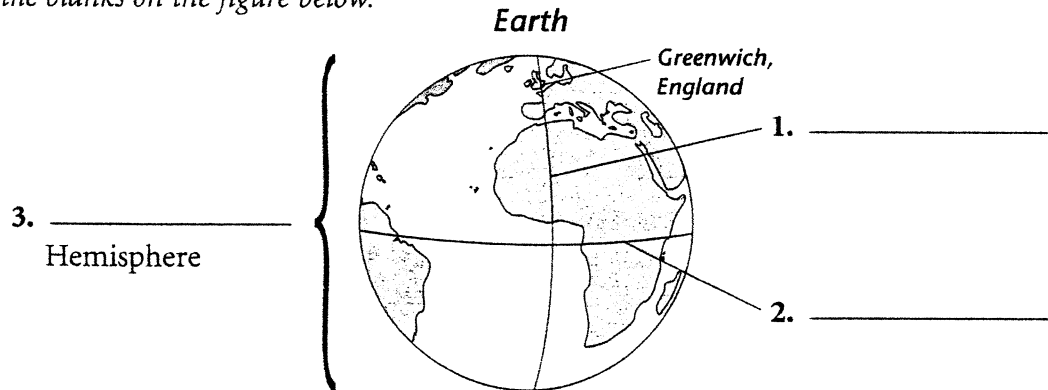 the blanks on the figure below.
Earth
Greenwich,
England
1.
3.
Hemisphere
2.